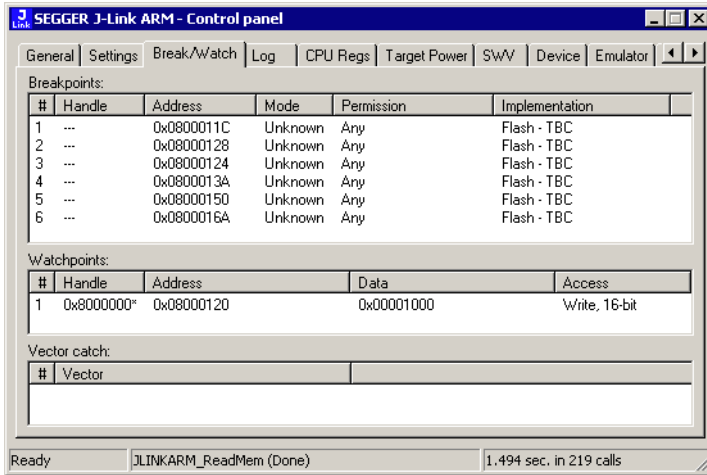 J Link SEGGER J-Link ARM - Control panel
General Settings Break/Watch Log CPU Regs Target Power SWV Device Emulator
Breakpoints:
# Handle Address Mode Permission Implementation
1 --- 0x0800011C Unknown Any Flash - TBC
2 --- 0x08000128 Unknown Any Flash - TBC
3 --- 0x08000124 Unknown Any Flash - TBC
4 --- 0x0800013A Unknown Any Flash - TBC
5 --- 0x08000150 Unknown Any Flash - TBC
6 --- 0x0800016A Unknown Any Flash - TBC
Watchpoints:
# Handle Address Data Access
1 0x8000000* 0x08000120 0x00001000 Write, 16-bit
Vector catch:
# Vector
Ready JLINKARM_ReadMem (Done) 1.494 sec. in 219 calls